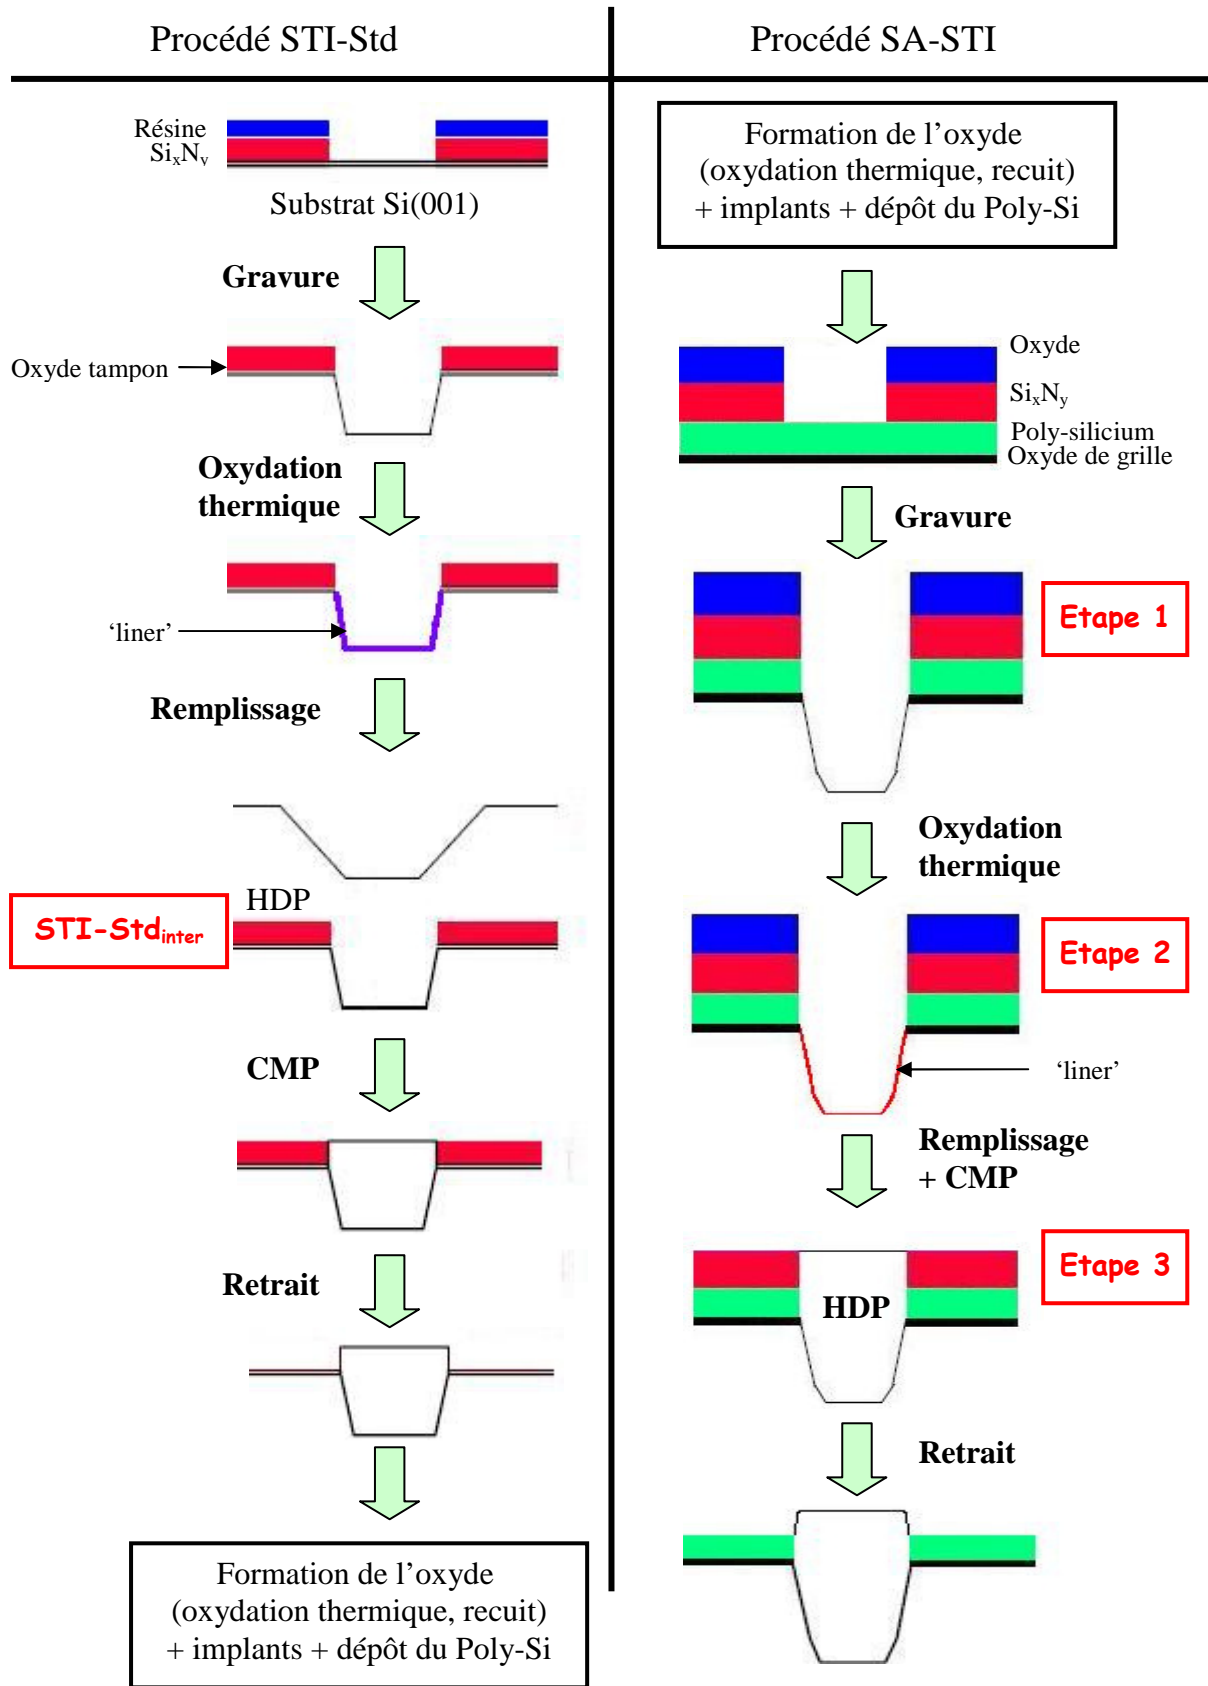 Procédé STI-Std
Résine
SixNy
Substrat Si(001)
Gravure
Oxyde tampon
Oxydation
thermique
‘liner’
Remplissage
HDP
STI-Stdinter
CMP
Retrait
Formation de l’oxyde
(oxydation thermique, recuit)
+ implants + dépôt du Poly-Si
Procédé SA-STI
Formation de l’oxyde
(oxydation thermique, recuit)
+ implants + dépôt du Poly-Si
Oxyde
SixNy
Poly-silicium
Oxyde de grille
Gravure
Etape 1
Oxydation
thermique
Etape 2
‘liner’
Remplissage
+ CMP
Etape 3
HDP
Retrait